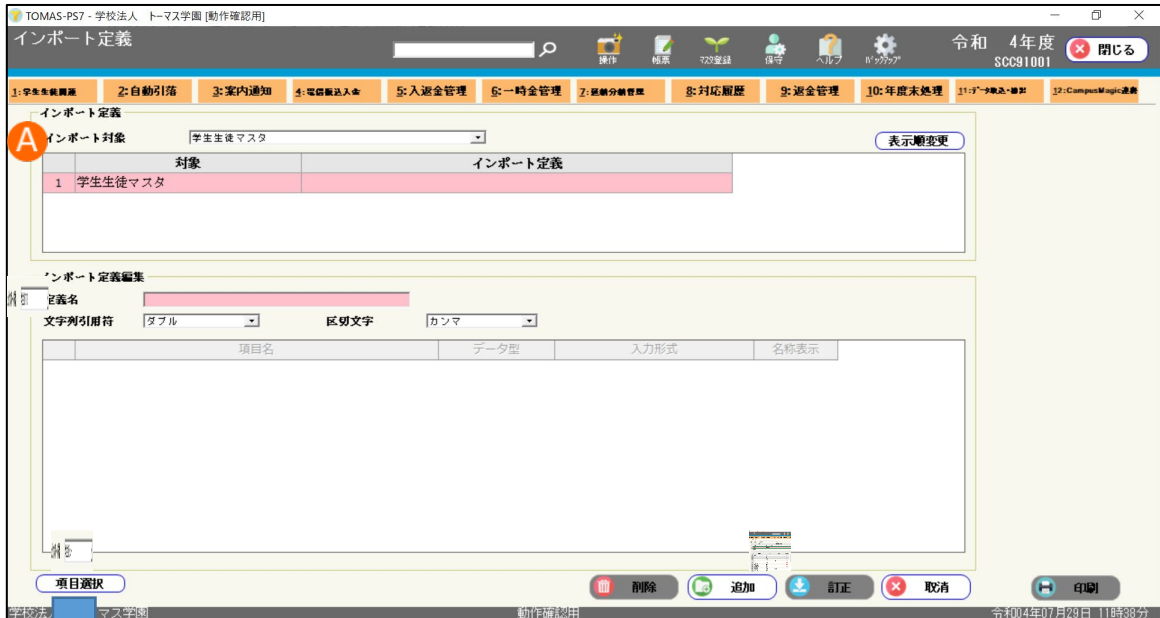 TOMAS-PS7 - 学校法人 トーマス学園 [動作確認用]
インポート定義
操作 帳票 マスタ登録 保守 ヘルプ バックアップ
令和 4年度
SCC91001
閉じる
1:学生生徒関連 2:自動引落 3:案内通知 4:電信振込入金 5:入返金管理 6:一時金管理 7:延納分納管理 8:対応履歴 9:返金管理 10:年度末処理 11:データ取込・修正 12:CampusMagic連携
インポート定義
A
インポート対象 学生生徒マスタ 表示順変更
対象 インポート定義
1 学生生徒マスタ
インポート定義編集
定義名
文字列引用符 ダブル 区切文字 カンマ
項目名 データ型 入力形式 名称表示
項目選択 削除 追加 訂正 取消 印刷
学校法 マス学園 動作確認用 令和04年07月29日 11時38分